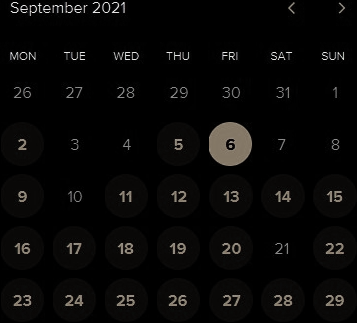 September 2021
MON TUE WED THU FRI SAT SUN
26 27 28 29 30 31 1
2 3 4 5 6 7 8
9 10 11 12 13 14 15
16 17 18 19 20 21 22
23 24 25 26 27 28 29